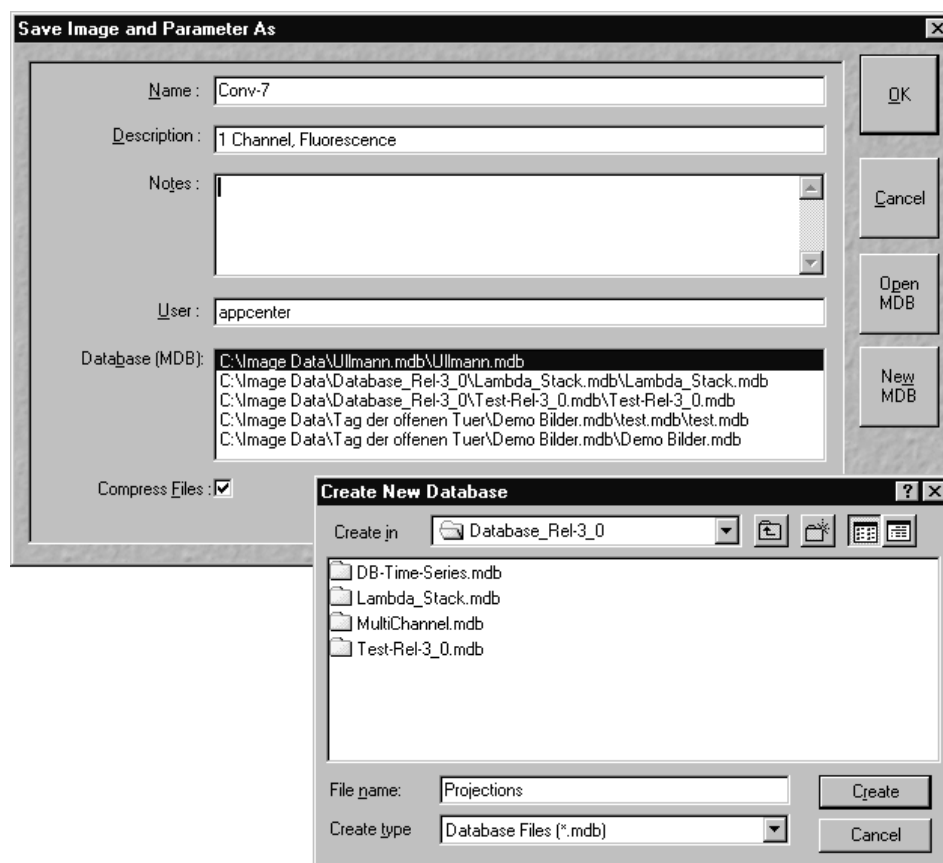 Save Image and Parameter As
Name : Conv-7
OK
Description : 1 Channel, Fluorescence
Notes :
Cancel
Open
MDB
User : appcenter
Database (MDB): C:\Image Data\Ullmann.mdb\Ullmann.mdb
C:\Image Data\Database_Rel-3_0\Lambda_Stack.mdb\Lambda_Stack.mdb
C:\Image Data\Database_Rel-3_0\Test-Rel-3_0.mdb\Test-Rel-3_0.mdb
C:\Image Data\Tag der offenen Tuer\Demo Bilder.mdb\test.mdb\test.mdb
C:\Image Data\Tag der offenen Tuer\Demo Bilder.mdb\Demo Bilder.mdb
New
MDB
Compress Files :
Create New Database
Create in Database_Rel-3_0
DB-Time-Series.mdb
Lambda_Stack.mdb
MultiChannel.mdb
Test-Rel-3_0.mdb
File name: Projections
Create
Create type Database Files (*.mdb)
Cancel